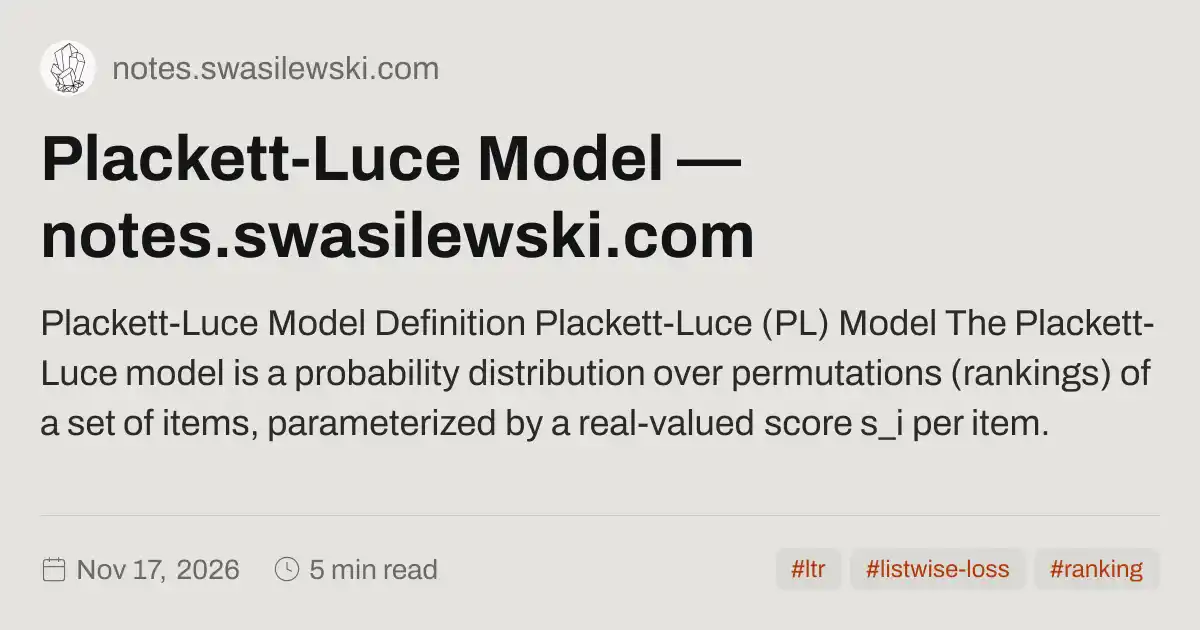 notes.swasilewski.com
Plackett-Luce Model —
notes.swasilewski.com
Plackett-Luce Model Definition Plackett-Luce (PL) Model The Plackett-
Luce model is a probability distribution over permutations (rankings) of
a set of items, parameterized by a real-valued score s_i per item.
Nov 17, 2026
5 min read
#ltr
#listwise-loss
#ranking